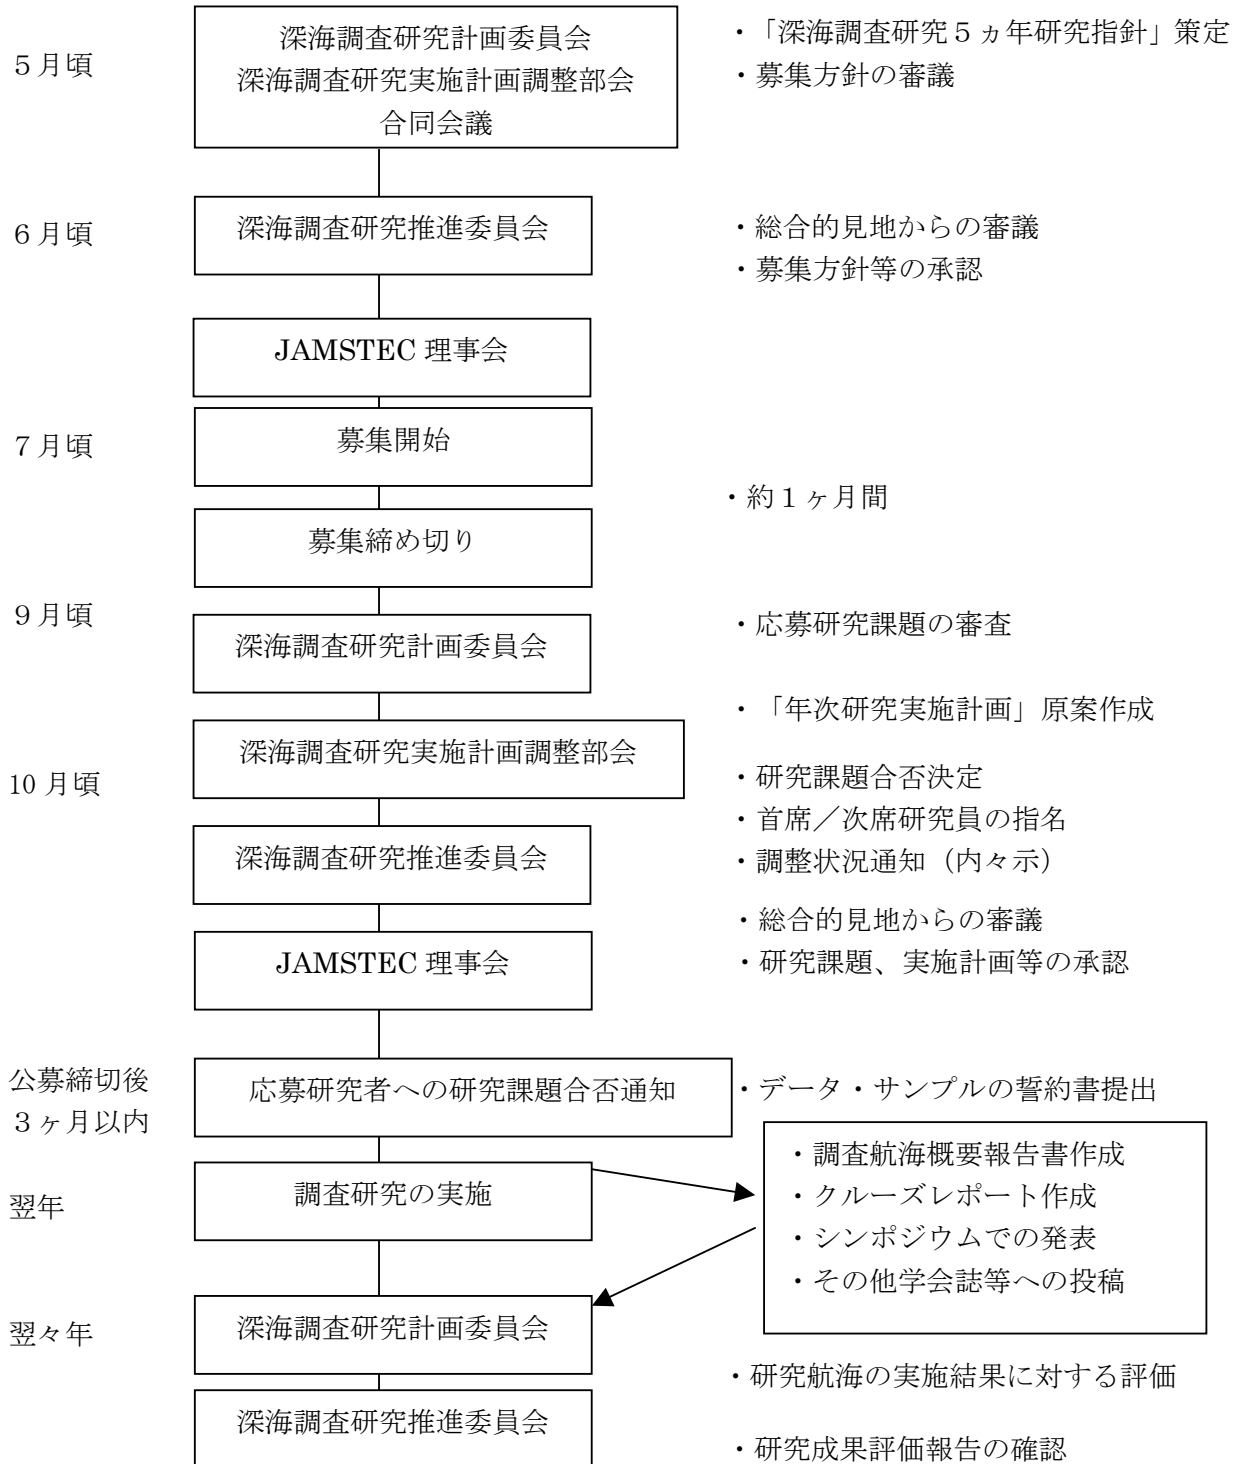 5月頃
深海調査研究計画委員会
深海調査研究実施計画調整部会
合同会議
・「深海調査研究５ヵ年研究指針」策定
・募集方針の審議
６月頃
深海調査研究推進委員会
・総合的見地からの審議
・募集方針等の承認
JAMSTEC 理事会
７月頃
募集開始
・約１ヶ月間
募集締め切り
９月頃
深海調査研究計画委員会
・応募研究課題の審査
・「年次研究実施計画」原案作成
10 月頃
深海調査研究実施計画調整部会
・研究課題合否決定
・首席／次席研究員の指名
・調整状況通知（内々示）
深海調査研究推進委員会
・総合的見地からの審議
・研究課題、実施計画等の承認
JAMSTEC 理事会
公募締切後
３ヶ月以内
応募研究者への研究課題合否通知
・データ・サンプルの誓約書提出
翌年
調査研究の実施
・調査航海概要報告書作成
・クルーズレポート作成
・シンポジウムでの発表
・その他学会誌等への投稿
翌々年
深海調査研究計画委員会
・研究航海の実施結果に対する評価
深海調査研究推進委員会
・研究成果評価報告の確認